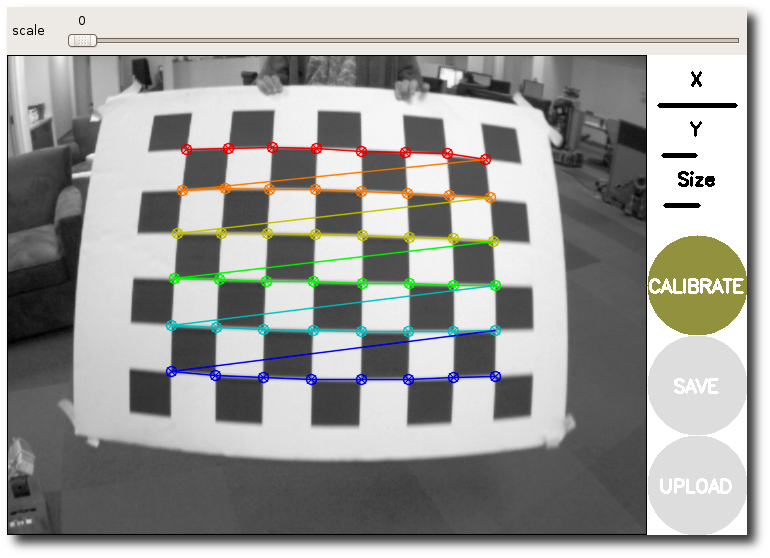 scale
0
X
Y
Size
CALIBRATE
SAVE
UPLOAD